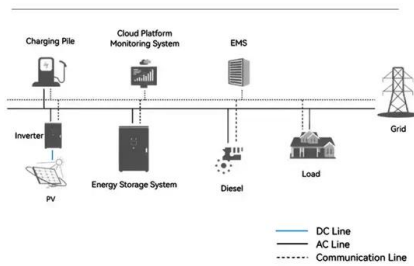 Charging Pile
Cloud Platform
Monitoring System
EMS
Grid
Inverter
PV
Energy Storage System
Diesel
Load
DC Line
AC Line
Communication Line